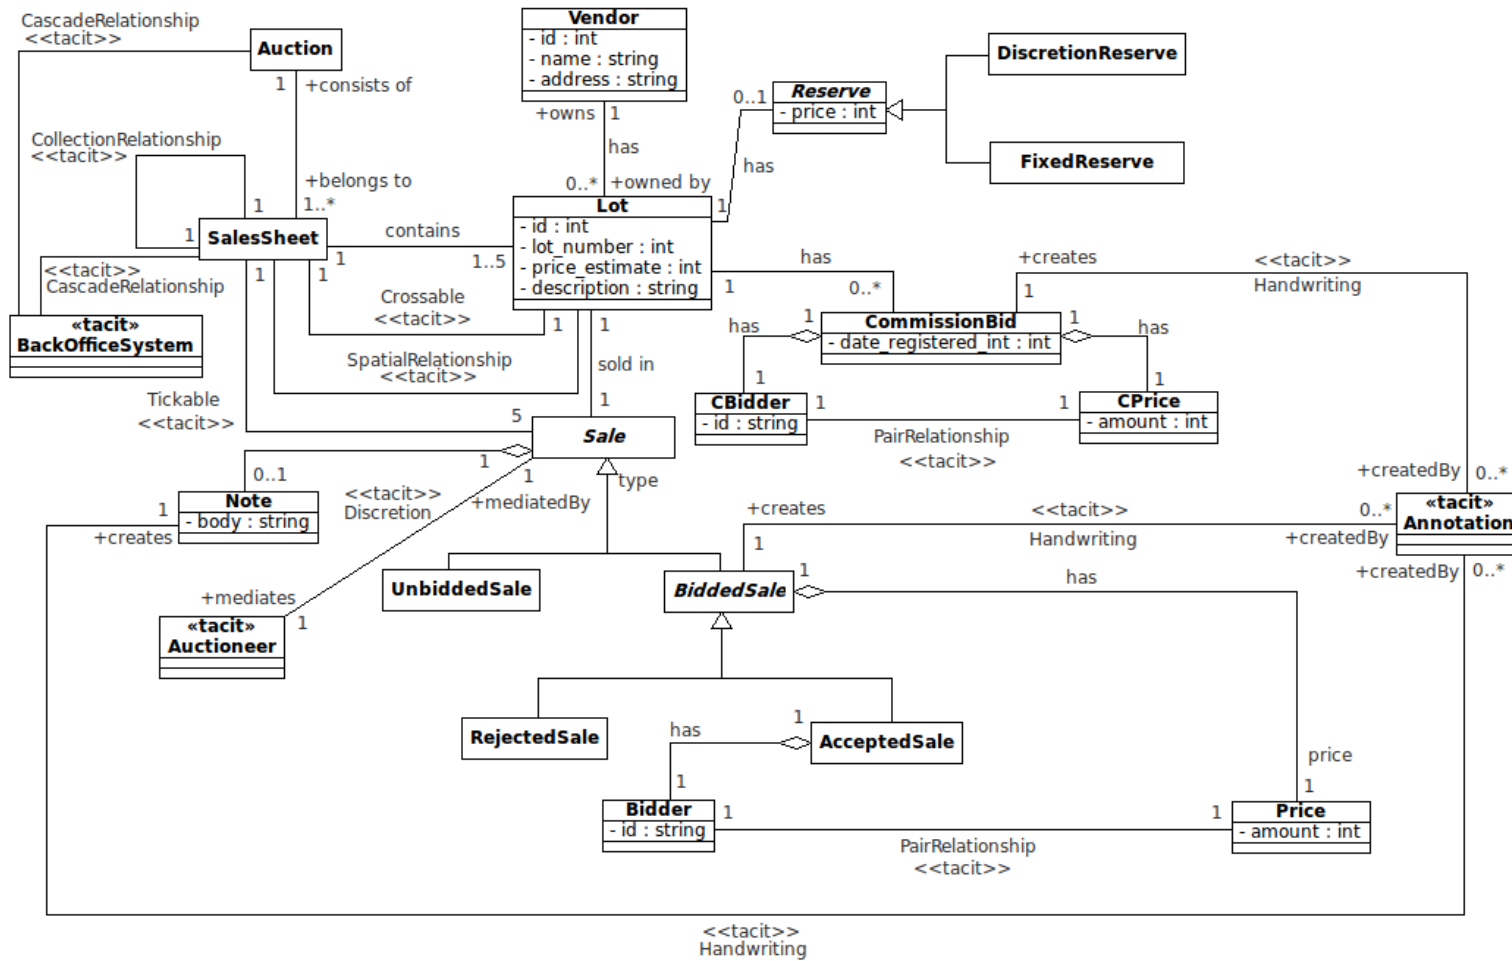 CascadeRelationship
<<tacit>>
Auction
1
+consists of
Vendor
- id : int
- name : string
- address : string
+owns
1
has
0..*
+owned by
Reserve
- price : int
0..1
has
1
DiscretionReserve
FixedReserve
CollectionRelationship
<<tacit>>
1
1
+belongs to
1..*
SalesSheet
contains
1
1..5
Lot
- id : int
- lot_number : int
- price_estimate : int
- description : string
<<tacit>>
CascadeRelationship
1
1
Crossable
<<tacit>>
1
1
SpatialRelationship
<<tacit>>
sold in
1
«tacit»
BackOfficeSystem
Tickable
<<tacit>>
5
has
1
0..*
+creates
1
<<tacit>>
Handwriting
CommissionBid
- date_registered_int : int
1
has
1
1
has
1
CBidder
- id : string
1
1
CPrice
- amount : int
PairRelationship
<<tacit>>
+createdBy
0..*
Sale
1
0..1
Note
- body : string
1
+creates
<<tacit>>
Discretion
1
+mediatedBy
type
+mediates
1
«tacit»
Auctioneer
UnbiddedSale
BiddedSale
+creates
1
<<tacit>>
Handwriting
0..*
+createdBy
«tacit»
Annotation
+createdBy
0..*
1
has
RejectedSale
AcceptedSale
1
has
1
Bidder
- id : string
1
1
PairRelationship
<<tacit>>
price
1
Price
- amount : int
<<tacit>>
Handwriting